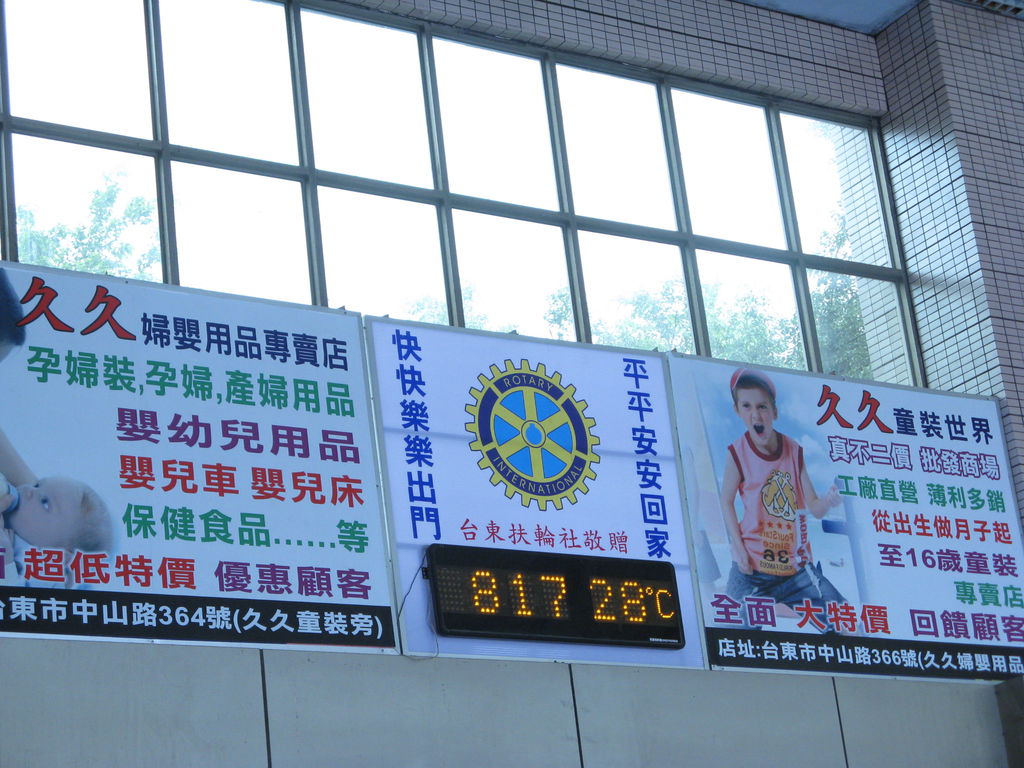 久久婦嬰用品專賣店
孕婦裝,孕婦,產婦用品
嬰幼兒用品
嬰兒車 嬰兒床
保健食品......等
超低特價 優惠顧客
台東市中山路364號(久久童裝旁)
快快樂樂出門
ROTARY
INTERNATIONAL
平平安安回家
台東扶輪社敬贈
817 28°C
久久童裝世界
真不二價 批發商場
工廠直營 薄利多銷
從出生做月子起
至16歲童裝
專賣店
全面 大特價 回饋顧客
店址:台東市中山路366號(久久婦嬰用品